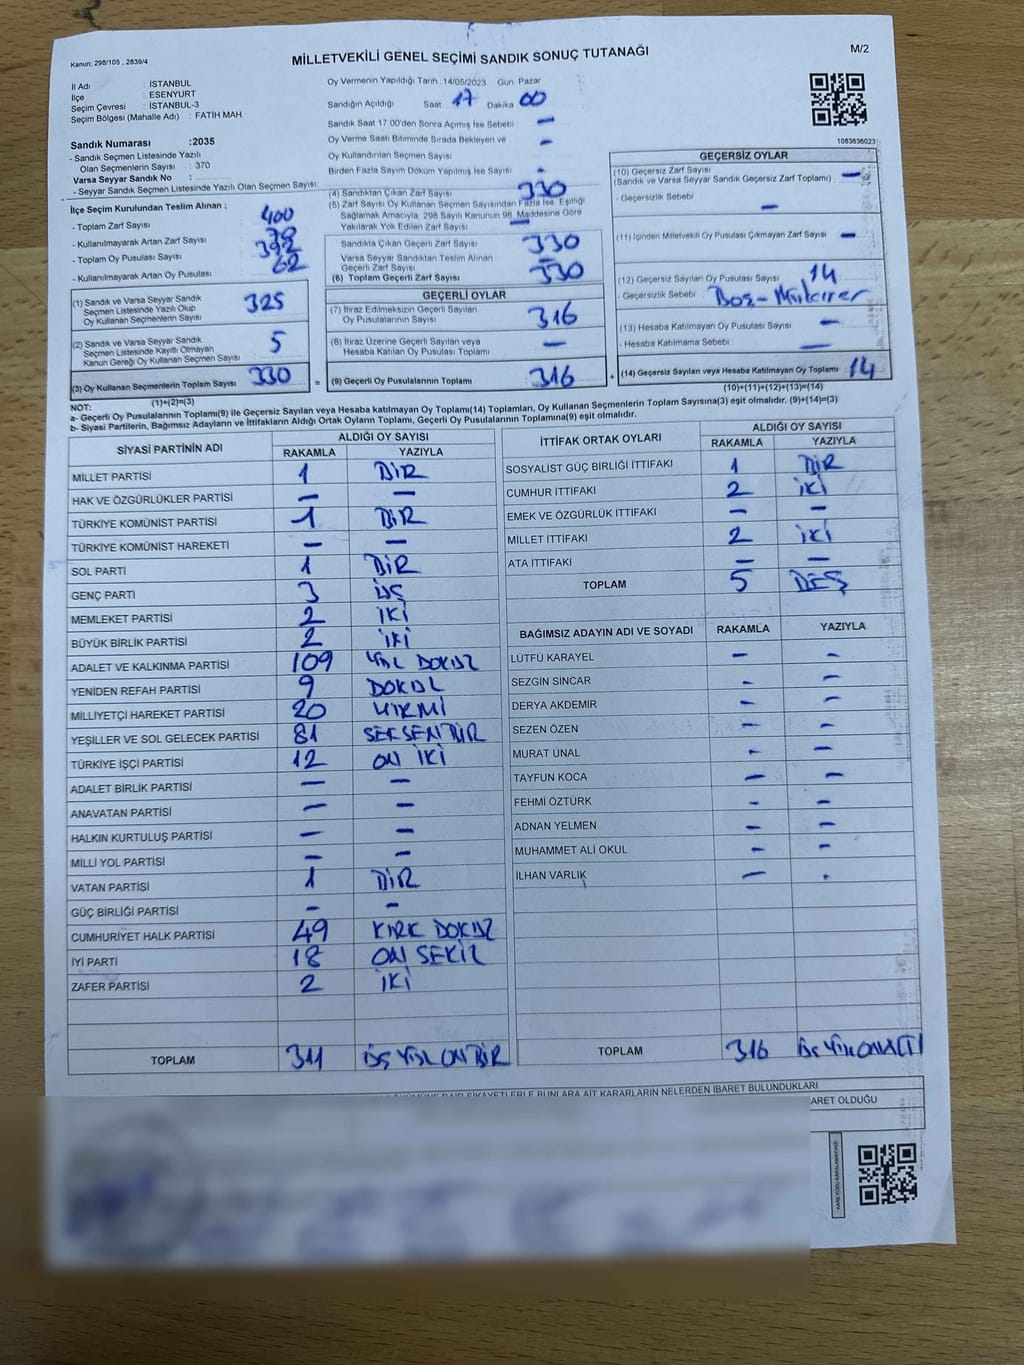 Kanun: 298/105 , 2839/4
MİLLETVEKİLİ GENEL SEÇİMİ SANDIK SONUÇ TUTANAĞI
M/2
İl Adı : İSTANBUL
İlçe : ESENYURT
Seçim Çevresi : İSTANBUL-3
Seçim Bölgesi (Mahalle Adı) : FATİH MAH.
Sandık Numarası :2035
- Sandık Seçmen Listesinde Yazılı
Olan Seçmenlerin Sayısı : 370
Varsa Seyyar Sandık No :
- Seyyar Sandık Seçmen Listesinde Yazılı Olan Seçmen Sayısı:
İlçe Seçim Kurulundan Teslim Alınan ;
- Toplam Zarf Sayısı 400
- Kullanılmayarak Artan Zarf Sayısı 70
- Toplam Oy Pusulası Sayısı 392
- Kullanılmayarak Artan Oy Pusulası 62
(1) Sandık ve Varsa Seyyar Sandık
Seçmen Listesinde Yazılı Olup
Oy Kullanan Seçmenlerin Sayısı 325
(2) Sandık ve Varsa Seyyar Sandık
Seçmen Listesinde Kayıtlı Olmayan
Kanun Gereği Oy Kullanan Seçmen Sayısı 5
(3) Oy Kullanan Seçmenlerin Toplam Sayısı 330
(1)+(2)=(3)
Oy Vermenin Yapıldığı Tarih :14/05/2023 Gün Pazar
Sandığın Açıldığı Saat 17 Dakika 00
Sandık Saat 17.00'den Sonra Açımış İse Sebebi —
Oy Verme Saati Bitiminde Sırada Bekleyen ve
Oy Kullandırılan Seçmen Sayısı —
Birden Fazla Sayım Döküm Yapılmış İse Sayısı -
(4) Sandıktan Çıkan Zarf Sayısı 330
(5) Zarf Sayısı Oy Kullanan Seçmen Sayısından Fazla İse, Eşitliği
Sağlamak Amacıyla, 298 Sayılı Kanunun 98. Maddesine Göre
Yakılarak Yok Edilen Zarf Sayısı —
Sandıkta Çıkan Geçerli Zarf Sayısı 330
Varsa Seyyar Sandıktan Teslim Alınan
Geçerli Zarf Sayısı —
(6) Toplam Geçerli Zarf Sayısı 330
GEÇERLİ OYLAR
(7) İtiraz Edilmeksizin Geçerli Sayılan
Oy Pusulalarının Sayısı 316
(8) İtiraz Üzerine Geçerli Sayılan veya
Hesaba Katılan Oy Pusulası Toplamı —
= (9) Geçerli Oy Pusulalarının Toplamı 316
1083636023
GEÇERSİZ OYLAR
(10) Geçersiz Zarf Sayısı
(Sandık ve Varsa Seyyar Sandık Geçersiz Zarf Toplamı) —
- Geçersizlik Sebebi —
(11) İçinden Milletvekili Oy Pusulası Çıkmayan Zarf Sayısı —
(12) Geçersiz Sayılan Oy Pusulası Sayısı 14
- Geçersizlik Sebebi Boş-Mükerrer
(13) Hesaba Katılmayan Oy Pusulası Sayısı —
- Hesaba Katılmama Sebebi —
+ (14) Geçersiz Sayılan veya Hesaba Katılmayan Oy Toplamı 14
(10)+(11)+(12)+(13)=(14)
NOT:
a- Geçerli Oy Pusulalarının Toplamı(9) ile Geçersiz Sayılan veya Hesaba katılmayan Oy Toplamı(14) Toplamları, Oy Kullanan Seçmenlerin Toplam Sayısına(3) eşit olmalıdır. (9)+(14)=(3)
b- Siyasi Partilerin, Bağımsız Adayların ve İttifakların Aldığı Ortak Oyların Toplamı, Geçerli Oy Pusulalarının Toplamına(9) eşit olmalıdır.
SİYASİ PARTİNİN ADI ALDIĞI OY SAYISI
RAKAMLA YAZIYLA
MİLLET PARTİSİ 1 BİR
HAK VE ÖZGÜRLÜKLER PARTİSİ — —
TÜRKİYE KOMÜNİST PARTİSİ 1 BİR
TÜRKİYE KOMÜNİST HAREKETİ — —
SOL PARTİ 1 BİR
GENÇ PARTİ 3 ÜÇ
MEMLEKET PARTİSİ 2 İKİ
BÜYÜK BİRLİK PARTİSİ 2 İKİ
ADALET VE KALKINMA PARTİSİ 109 YÜZ DOKUZ
YENİDEN REFAH PARTİSİ 9 DOKUZ
MİLLİYETÇİ HAREKET PARTİSİ 20 YİRMİ
YEŞİLLER VE SOL GELECEK PARTİSİ 81 SEKSEN BİR
TÜRKİYE İŞÇİ PARTİSİ 12 ON İKİ
ADALET BİRLİK PARTİSİ — —
ANAVATAN PARTİSİ — —
HALKIN KURTULUŞ PARTİSİ — —
MİLLİ YOL PARTİSİ — —
VATAN PARTİSİ 1 BİR
GÜÇ BİRLİĞİ PARTİSİ — —
CUMHURİYET HALK PARTİSİ 49 KIRK DOKUZ
İYİ PARTİ 18 ON SEKİZ
ZAFER PARTİSİ 2 İKİ
TOPLAM 311 ÜÇ YÜZ ON BİR
İTTİFAK ORTAK OYLARI ALDIĞI OY SAYISI
RAKAMLA YAZIYLA
SOSYALİST GÜÇ BİRLİĞİ İTTİFAKI 1 BİR
CUMHUR İTTİFAKI 2 İKİ
EMEK VE ÖZGÜRLÜK İTTİFAKI — —
MİLLET İTTİFAKI 2 İKİ
ATA İTTİFAKI — —
TOPLAM 5 BEŞ
BAĞIMSIZ ADAYIN ADI VE SOYADI RAKAMLA YAZIYLA
LÜTFÜ KARAYEL — —
SEZGİN SİNCAR — —
DERYA AKDEMİR — —
SEZEN ÖZEN — —
MURAT ÜNAL — —
TAYFUN KOCA — —
FEHMİ ÖZTÜRK — —
ADNAN YELMEN — —
MUHAMMET ALİ OKUL — —
İLHAN VARLIK — -
TOPLAM 316 ÜÇ YÜZ ON ALTI
ŞİKAYETLERLE BUNLARA AİT KARARLARIN NELERDEN İBARET BULUNDUKLARI
BARET OLDUĞU